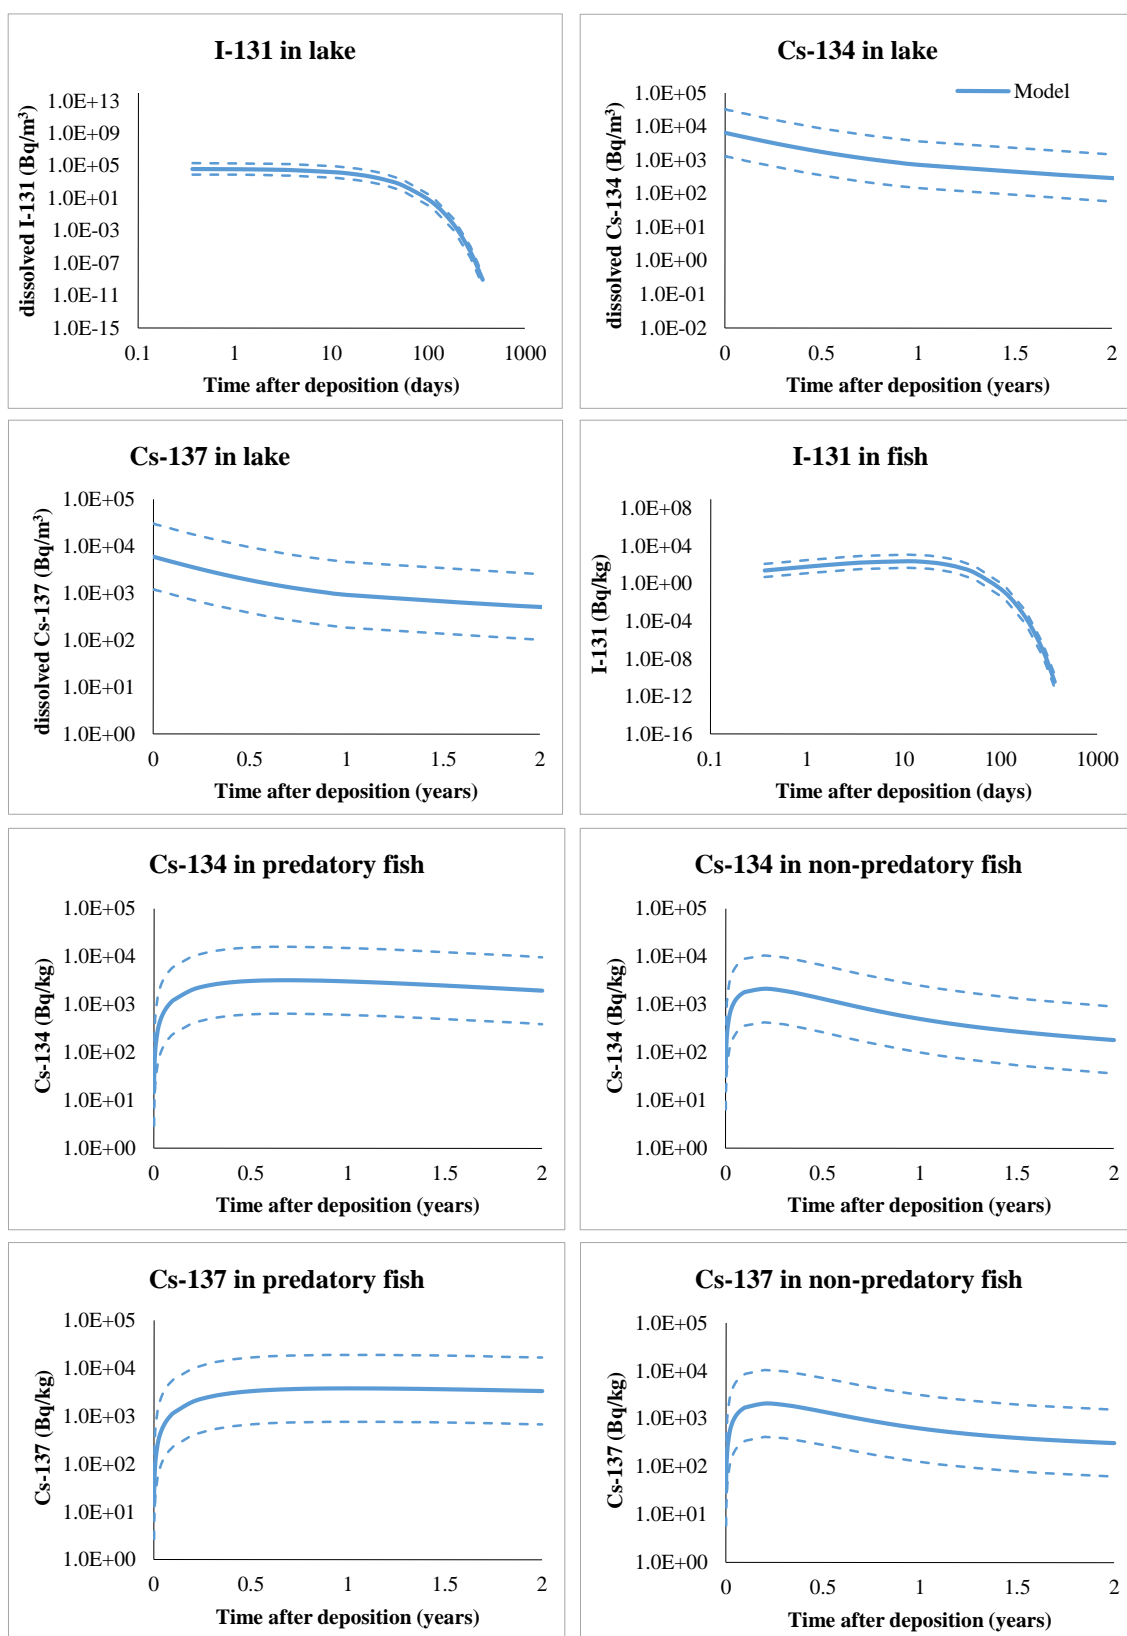 I-131 in lake
dissolved I-131 (Bq/m³)
1.0E+13
1.0E+09
1.0E+05
1.0E+01
1.0E-03
1.0E-07
1.0E-11
1.0E-15
0.1 1 10 100 1000
Time after deposition (days)
Cs-134 in lake
Model
dissolved Cs-134 (Bq/m³)
1.0E+05
1.0E+04
1.0E+03
1.0E+02
1.0E+01
1.0E+00
1.0E-01
1.0E-02
0 0.5 1 1.5 2
Time after deposition (years)
Cs-137 in lake
dissolved Cs-137 (Bq/m³)
1.0E+05
1.0E+04
1.0E+03
1.0E+02
1.0E+01
1.0E+00
0 0.5 1 1.5 2
Time after deposition (years)
I-131 in fish
I-131 (Bq/kg)
1.0E+08
1.0E+04
1.0E+00
1.0E-04
1.0E-08
1.0E-12
1.0E-16
0.1 1 10 100 1000
Time after deposition (days)
Cs-134 in predatory fish
Cs-134 (Bq/kg)
1.0E+05
1.0E+04
1.0E+03
1.0E+02
1.0E+01
1.0E+00
0 0.5 1 1.5 2
Time after deposition (years)
Cs-134 in non-predatory fish
Cs-134 (Bq/kg)
1.0E+05
1.0E+04
1.0E+03
1.0E+02
1.0E+01
1.0E+00
0 0.5 1 1.5 2
Time after deposition (years)
Cs-137 in predatory fish
Cs-137 (Bq/kg)
1.0E+05
1.0E+04
1.0E+03
1.0E+02
1.0E+01
1.0E+00
0 0.5 1 1.5 2
Time after deposition (years)
Cs-137 in non-predatory fish
Cs-137 (Bq/kg)
1.0E+05
1.0E+04
1.0E+03
1.0E+02
1.0E+01
1.0E+00
0 0.5 1 1.5 2
Time after deposition (years)